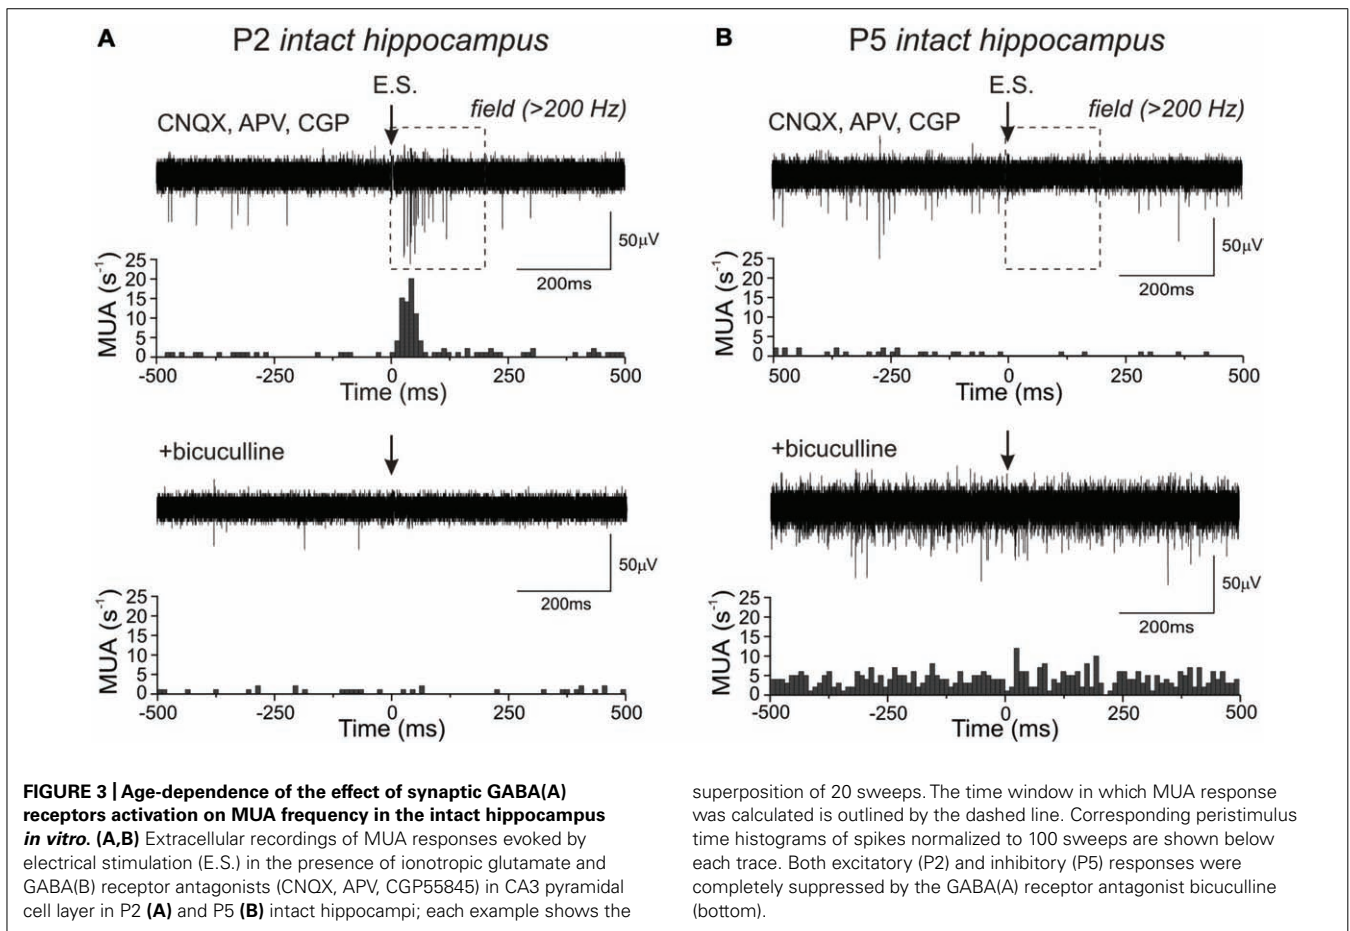 A P2 intact hippocampus
E.S.
CNQX, APV, CGP
field (>200 Hz)
50µV
200ms
MUA (s-1)
25
20
15
10
5
0
-500 -250 0 250 500
Time (ms)
+bicuculline
50µV
200ms
MUA (s-1)
25
20
15
10
5
0
-500 -250 0 250 500
Time (ms)
B P5 intact hippocampus
E.S.
CNQX, APV, CGP
field (>200 Hz)
50µV
200ms
MUA (s-1)
25
20
15
10
5
0
500 -250 0 250 500
Time (ms)
+bicuculline
50µV
200ms
MUA (s-1)
25
20
15
10
5
0
-500 -250 0 250 500
Time (ms)
FIGURE 3 | Age-dependence of the effect of synaptic GABA(A)
receptors activation on MUA frequency in the intact hippocampus
in vitro. (A,B) Extracellular recordings of MUA responses evoked by
electrical stimulation (E.S.) in the presence of ionotropic glutamate and
GABA(B) receptor antagonists (CNQX, APV, CGP55845) in CA3 pyramidal
cell layer in P2 (A) and P5 (B) intact hippocampi; each example shows the
superposition of 20 sweeps. The time window in which MUA response
was calculated is outlined by the dashed line. Corresponding peristimulus
time histograms of spikes normalized to 100 sweeps are shown below
each trace. Both excitatory (P2) and inhibitory (P5) responses were
completely suppressed by the GABA(A) receptor antagonist bicuculline
(bottom).